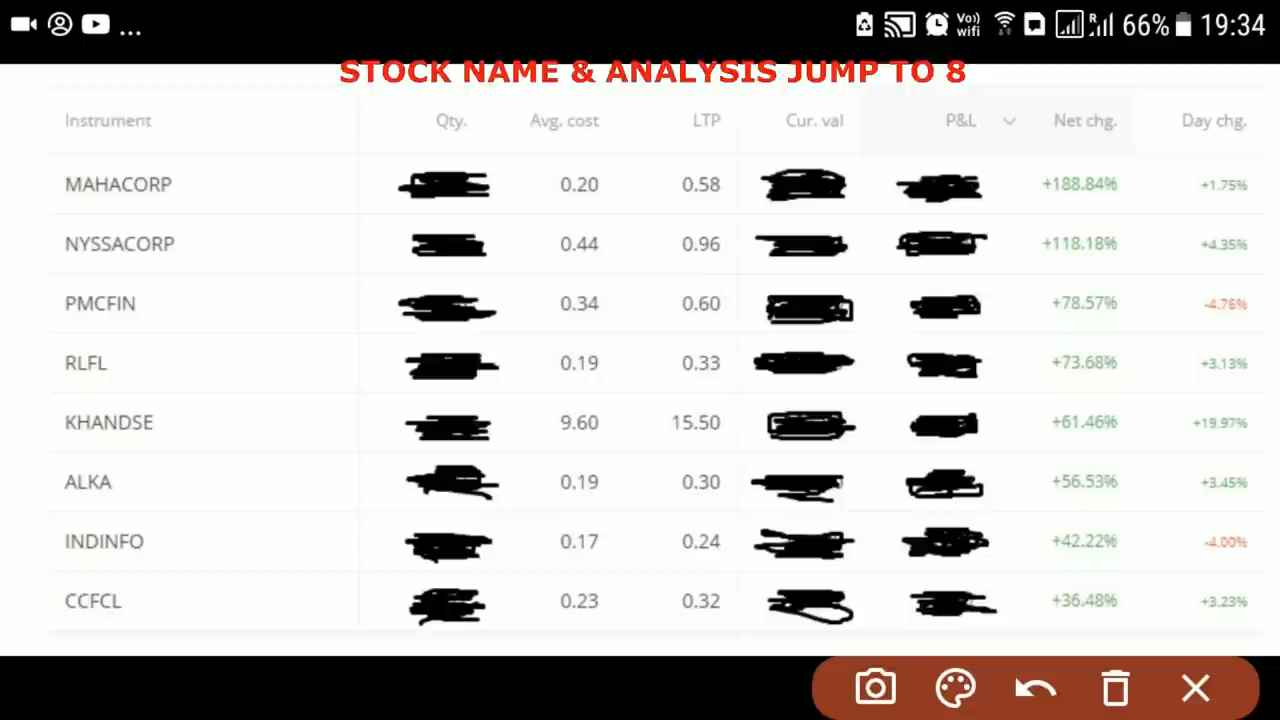 ... Vo)) wifi R 66% 19:34
STOCK NAME & ANALYSIS JUMP TO 8
Instrument Qty. Avg. cost LTP Cur. val P&L Net chg. Day chg.
MAHACORP 0.20 0.58 +188.84% +1.75%
NYSSACORP 0.44 0.96 +118.18% +4.35%
PMCFIN 0.34 0.60 +78.57% -4.76%
RLFL 0.19 0.33 +73.68% +3.13%
KHANDSE 9.60 15.50 +61.46% +19.97%
ALKA 0.19 0.30 +56.53% +3.45%
INDINFO 0.17 0.24 +42.22% -4.00%
CCFCL 0.23 0.32 +36.48% +3.23%